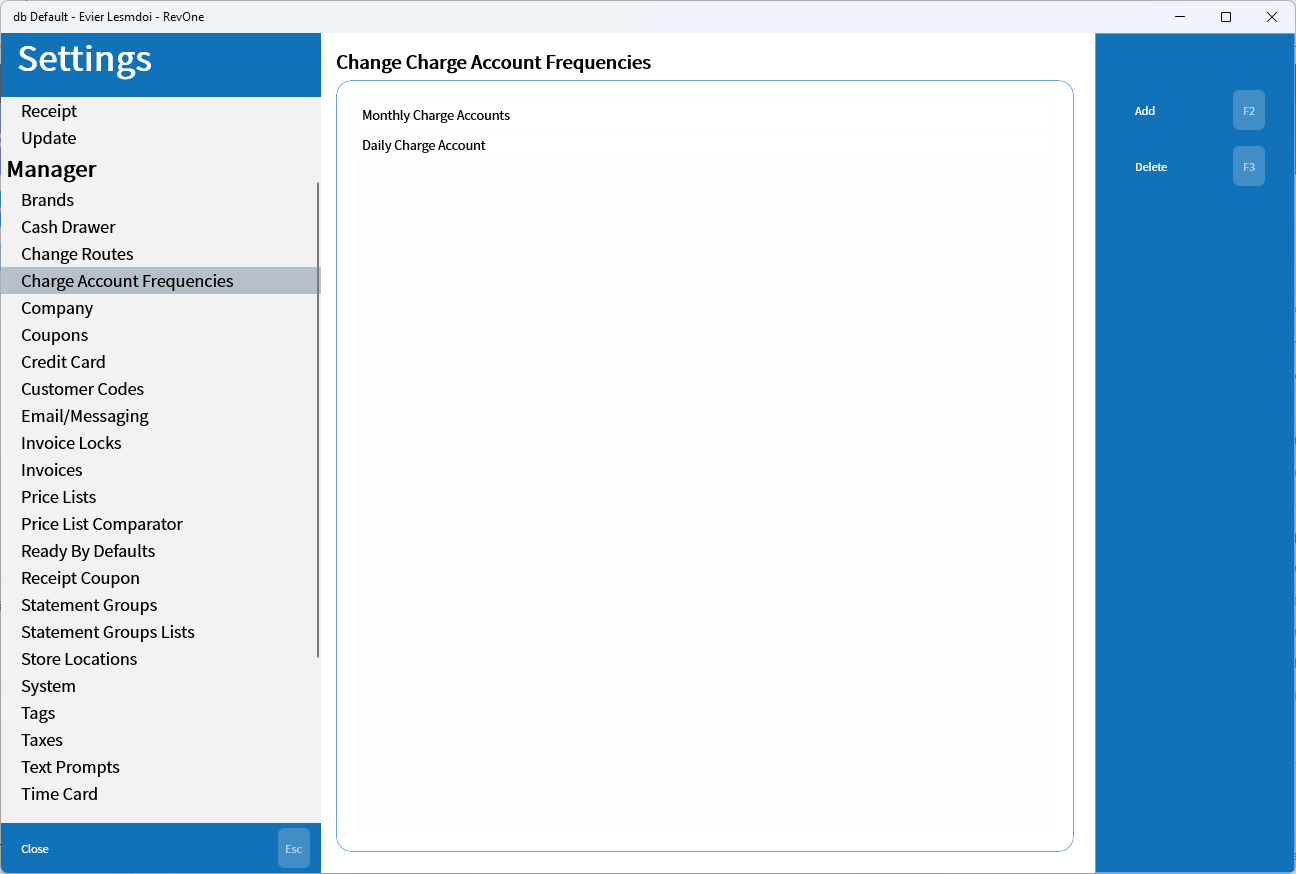 db Default - Evier Lesmdoi - RevOne
Settings
Receipt
Update
Manager
Brands
Cash Drawer
Change Routes
Charge Account Frequencies
Company
Coupons
Credit Card
Customer Codes
Email/Messaging
Invoice Locks
Invoices
Price Lists
Price List Comparator
Ready By Defaults
Receipt Coupon
Statement Groups
Statement Groups Lists
Store Locations
System
Tags
Taxes
Text Prompts
Time Card
Close Esc
Change Charge Account Frequencies
Monthly Charge Accounts
Daily Charge Account
Add F2
Delete F3